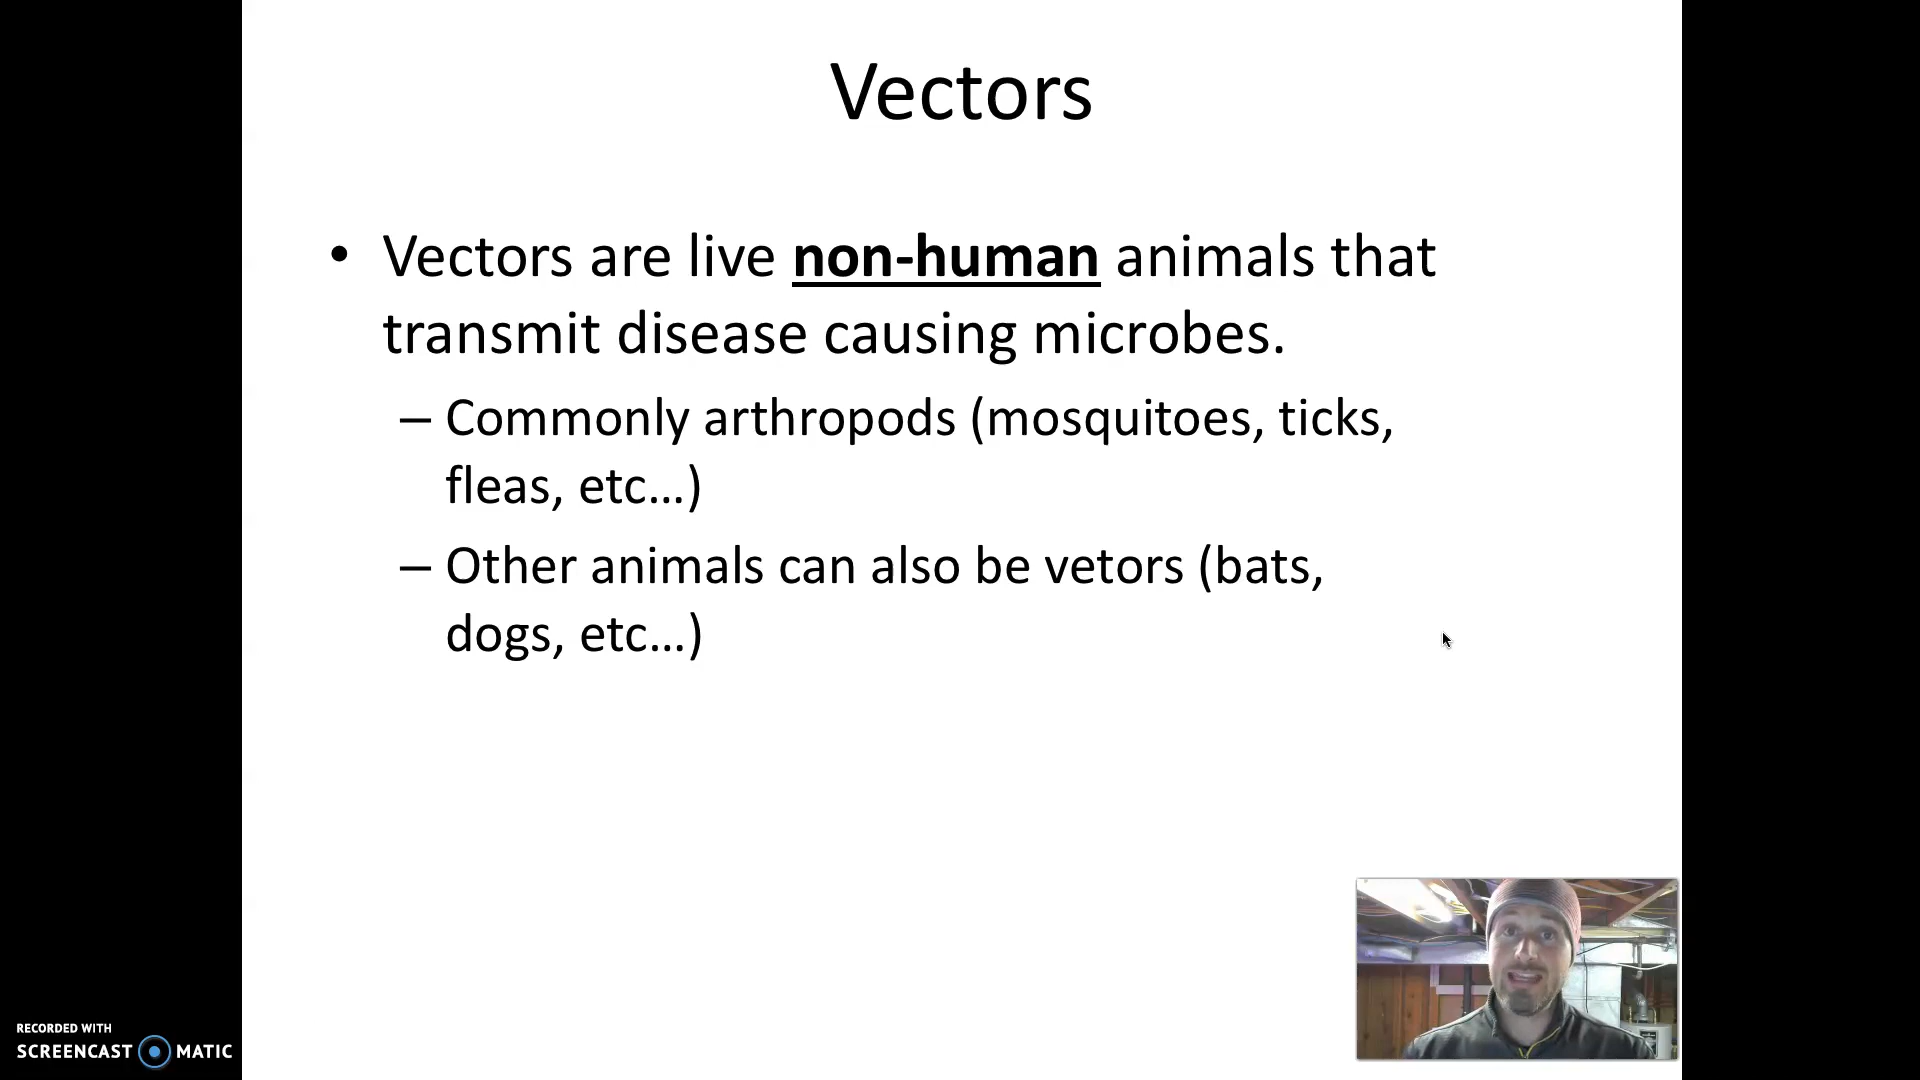 Vectors
• Vectors are live non-human animals that
transmit disease causing microbes.
– Commonly arthropods (mosquitoes, ticks,
fleas, etc…)
– Other animals can also be vetors (bats,
dogs, etc…)
RECORDED WITH
SCREENCAST MATIC